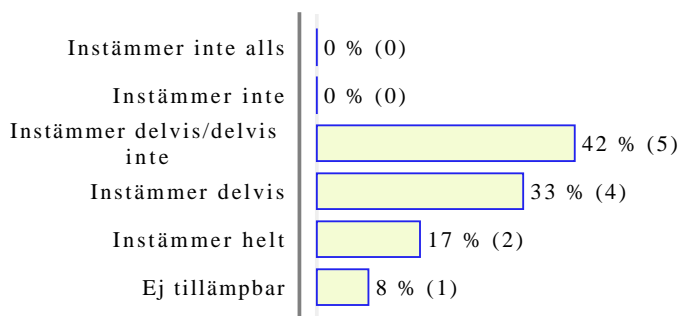 Instämmer inte alls 0 % (0)
Instämmer inte 0 % (0)
Instämmer delvis/delvis
inte 42 % (5)
Instämmer delvis 33 % (4)
Instämmer helt 17 % (2)
Ej tillämpbar 8 % (1)